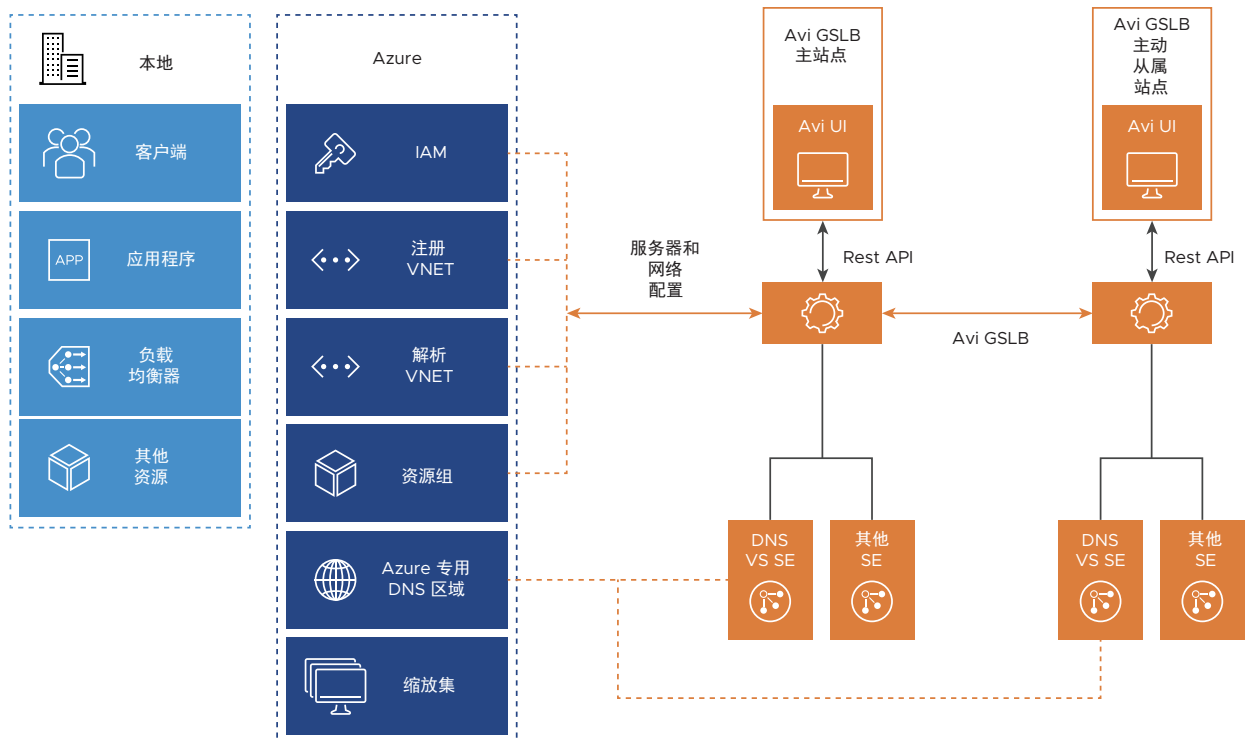 本地
客户端
APP
应用程序
负载
均衡器
其他
资源
Azure
IAM
注册
VNET
解析
VNET
资源组
Azure 专用
DNS 区域
缩放集
服务器和
网络
配置
Avi GSLB
主站点
Avi UI
Rest API
Avi GSLB
Avi GSLB
主动
从属
站点
Avi UI
Rest API
DNS
VS SE
其他
SE
DNS
VS SE
其他
SE